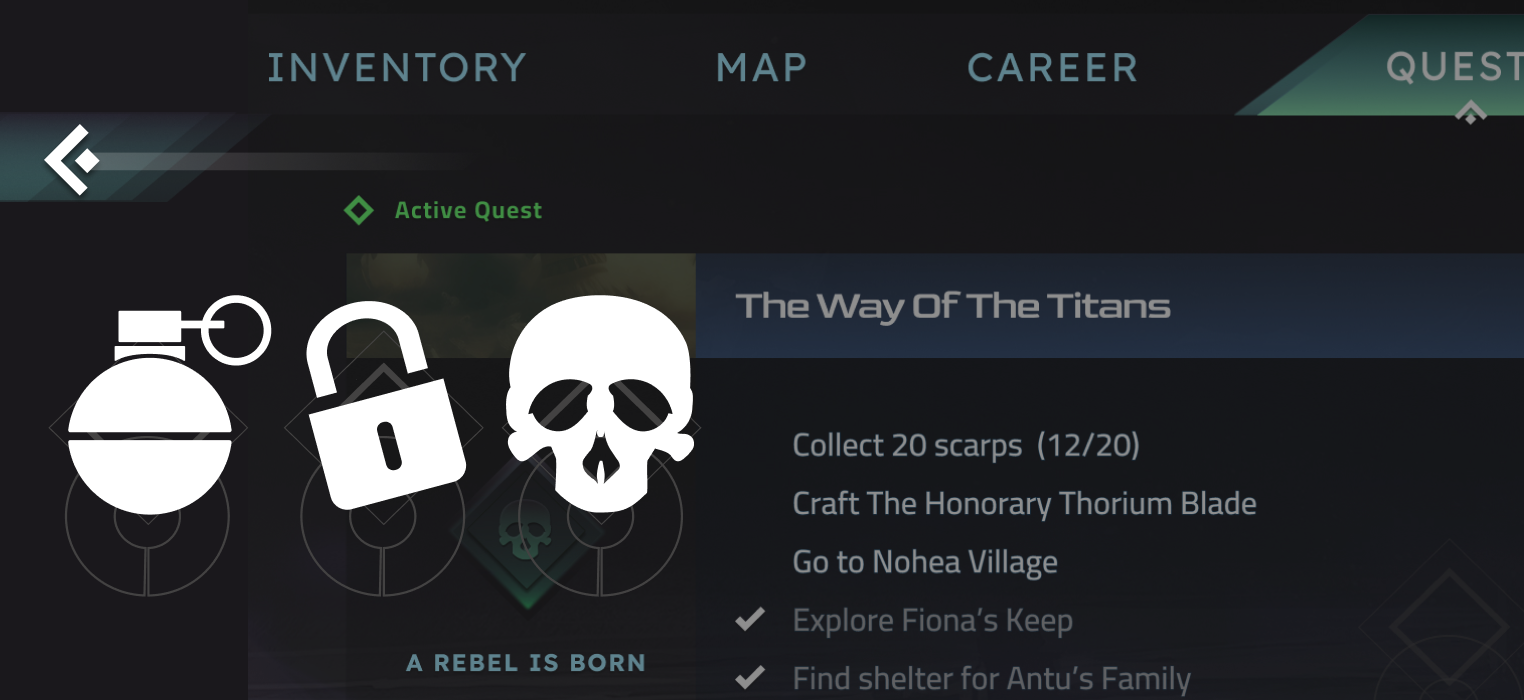 INVENTORY
MAP
CAREER
QUEST
Active Quest
The Way Of The Titans
Collect 20 scarps (12/20)
Craft The Honorary Thorium Blade
Go to Nohea Village
Explore Fiona's Keep
Find shelter for Antu's Family
A REBEL IS BORN